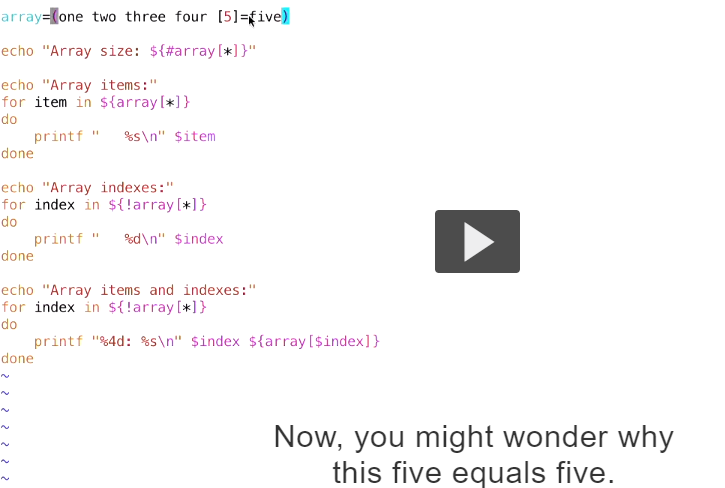 array=(one two three four [5]=five)
echo "Array size: ${#array[*]}"
echo "Array items:"
for item in ${array[*]}
do
    printf "   %s\n" $item
done
echo "Array indexes:"
for index in ${!array[*]}
do
    printf "   %d\n" $index
done
echo "Array items and indexes:"
for index in ${!array[*]}
do
    printf "%4d: %s\n" $index ${array[$index]}
done
~
~
~
~
~
~
~
Now, you might wonder why
this five equals five.